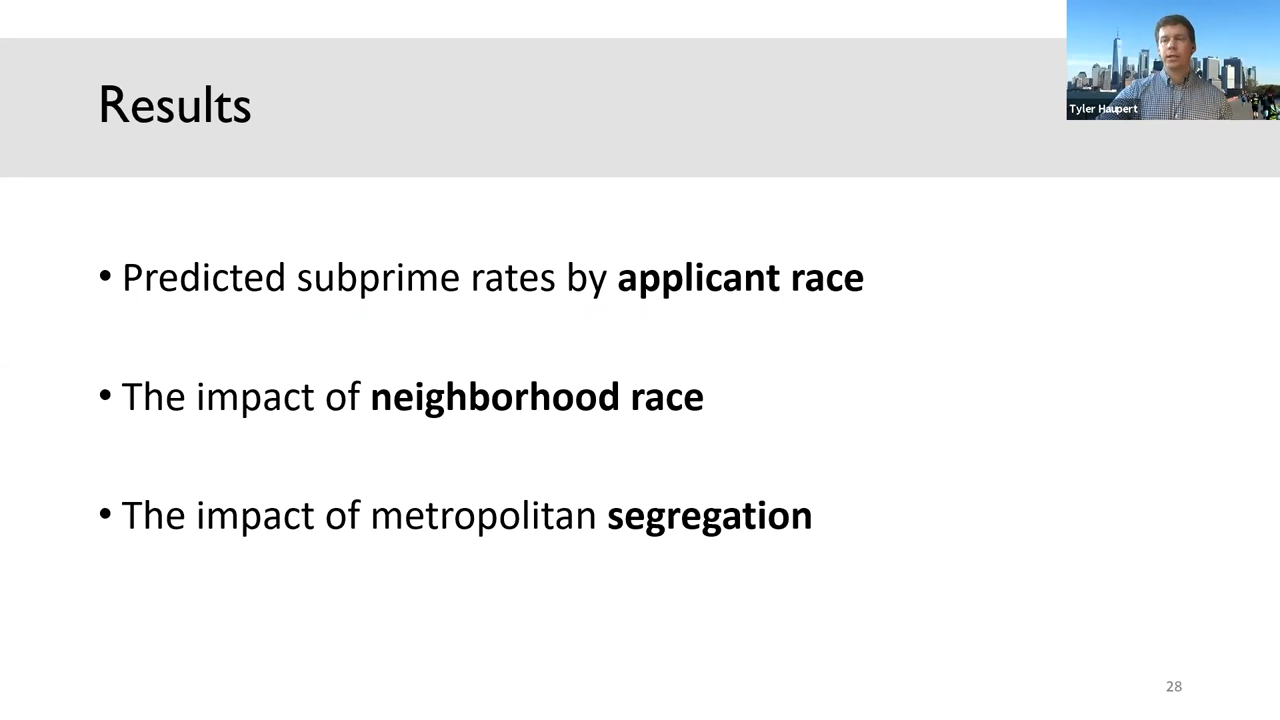 Results
Tyler Haupert
• Predicted subprime rates by applicant race
• The impact of neighborhood race
• The impact of metropolitan segregation
28